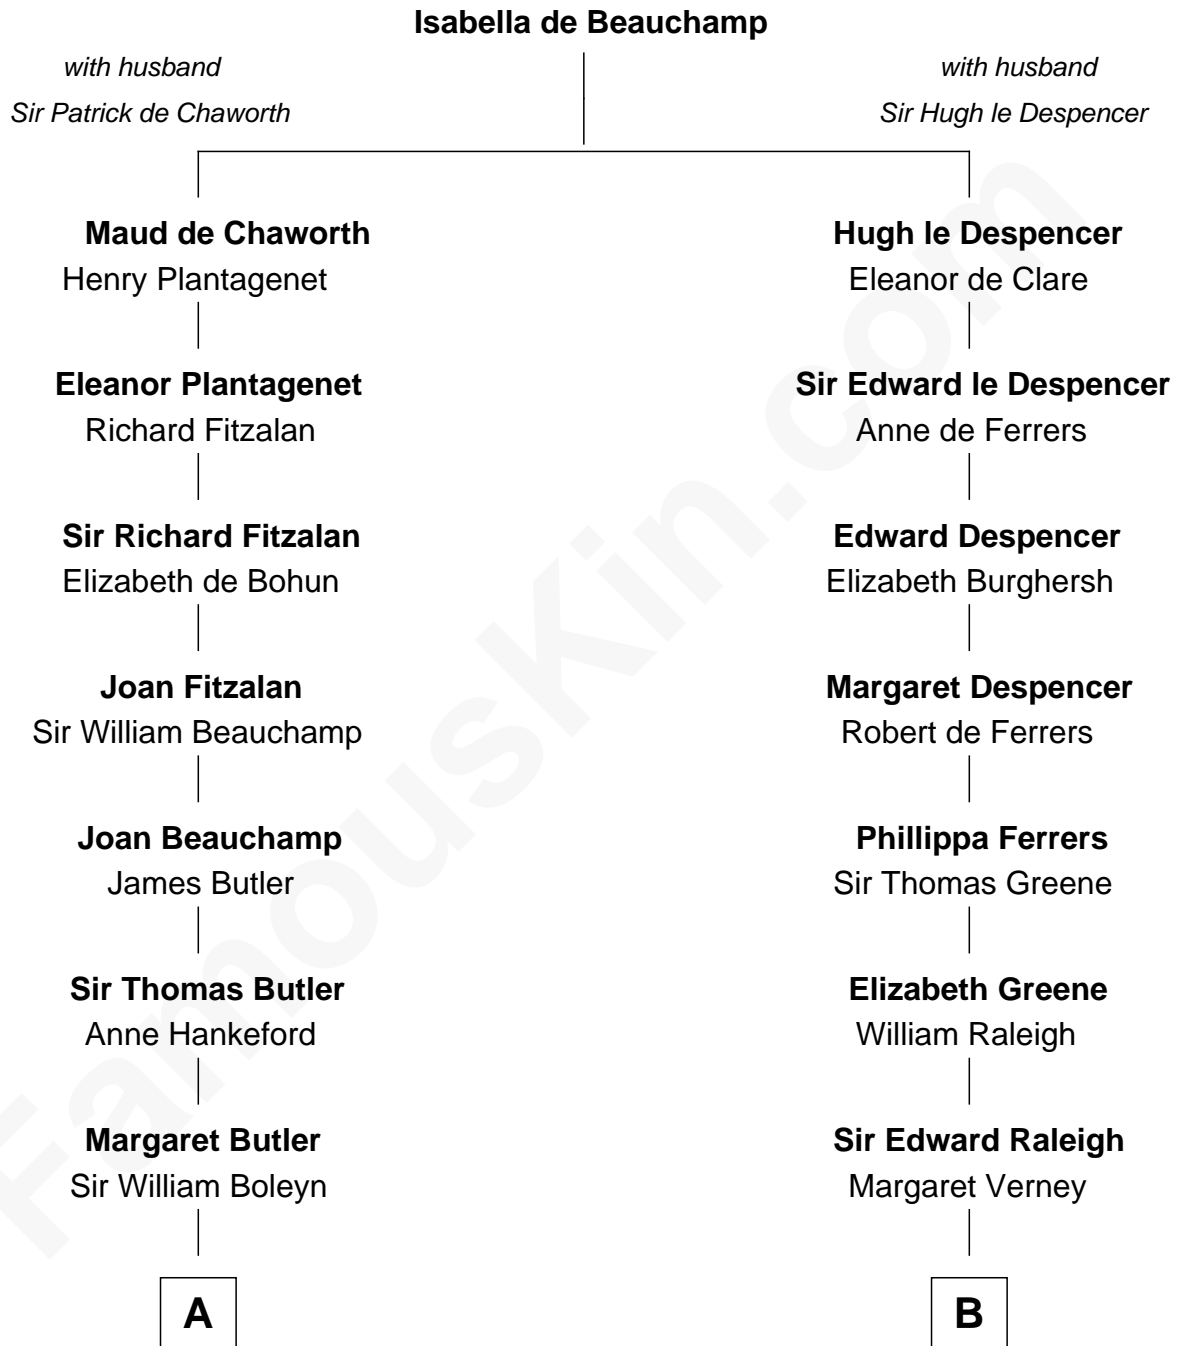 Isabella de Beauchamp
with husband
Sir Patrick de Chaworth
with husband
Sir Hugh le Despencer
Maud de Chaworth
Henry Plantagenet
Hugh le Despencer
Eleanor de Clare
Eleanor Plantagenet
Richard Fitzalan
Sir Edward le Despencer
Anne de Ferrers
Sir Richard Fitzalan
Elizabeth de Bohun
Edward Despencer
Elizabeth Burghersh
Joan Fitzalan
Sir William Beauchamp
Margaret Despencer
Robert de Ferrers
Joan Beauchamp
James Butler
Phillippa Ferrers
Sir Thomas Greene
Sir Thomas Butler
Anne Hankeford
Elizabeth Greene
William Raleigh
Margaret Butler
Sir William Boleyn
Sir Edward Raleigh
Margaret Verney
A
B
FamousKin.com